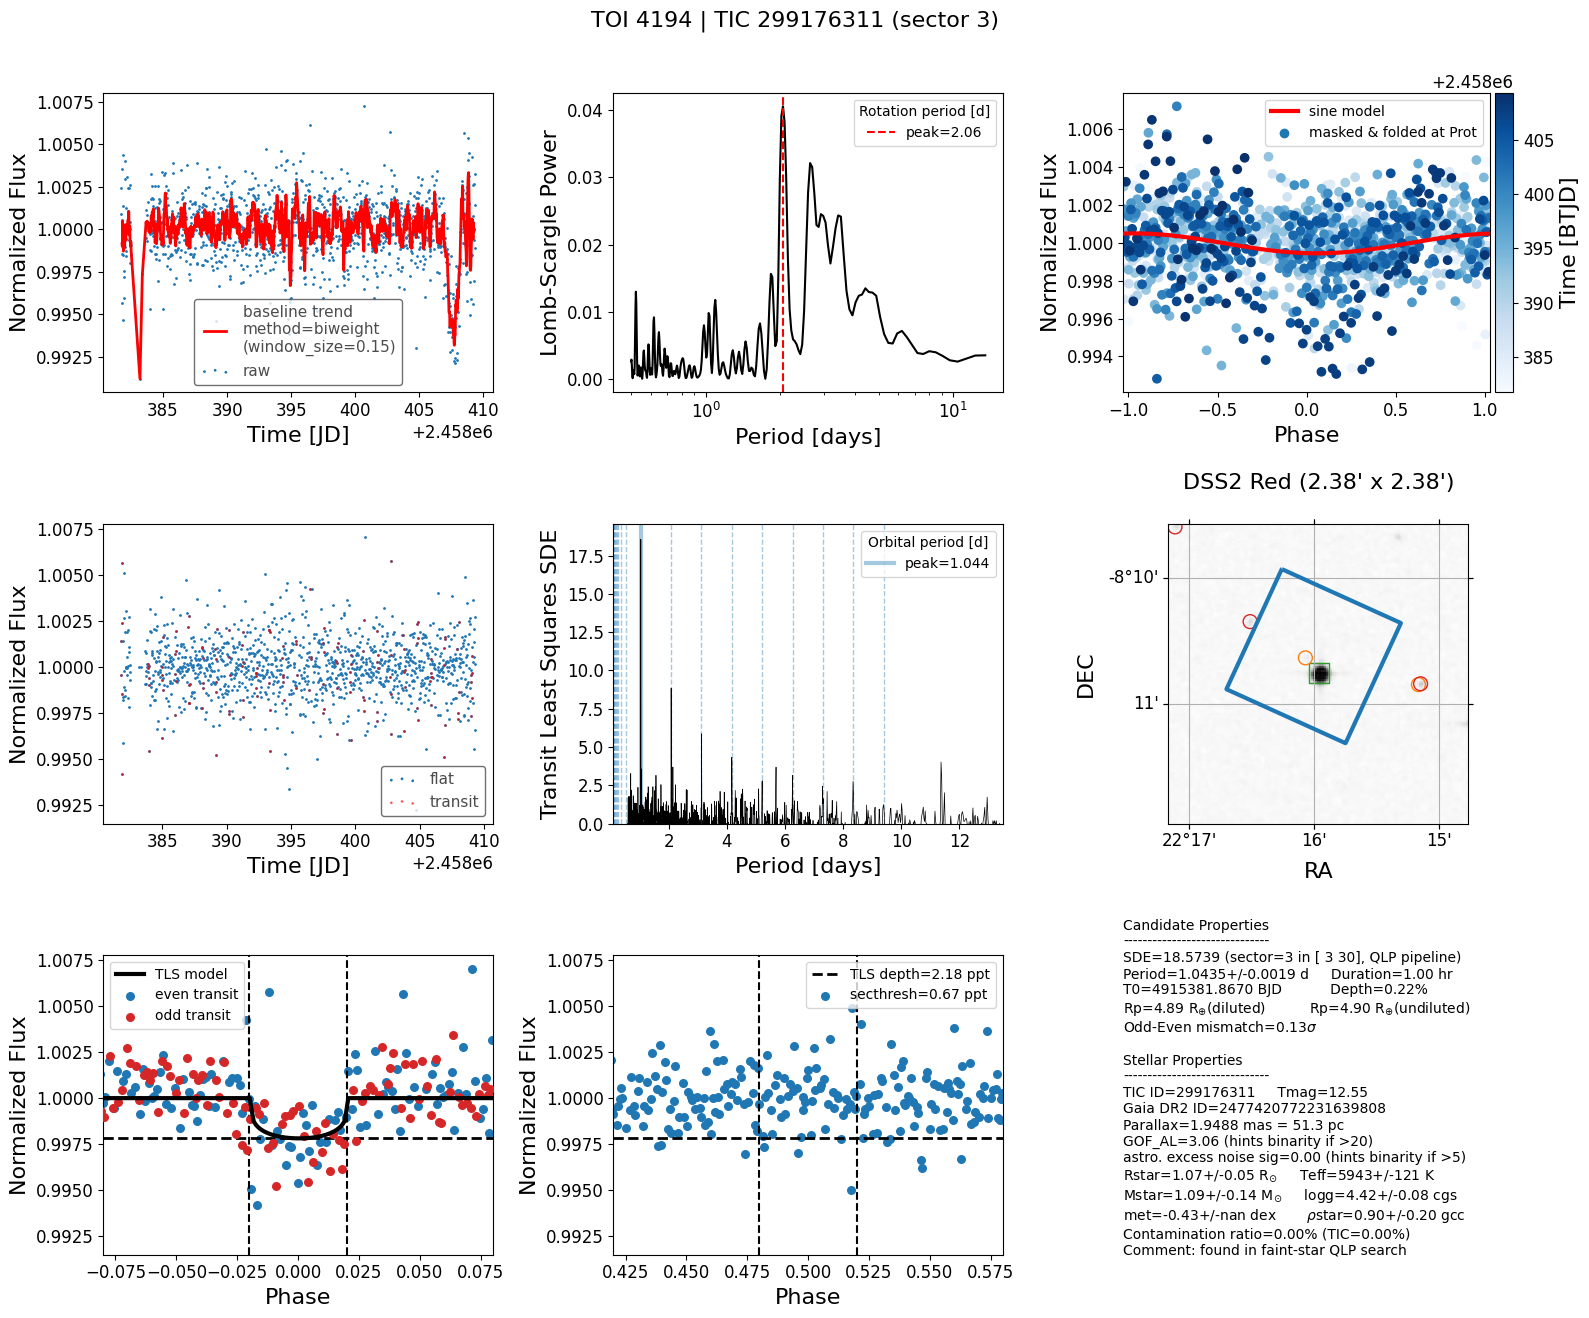 TOI 4194 | TIC 299176311 (sector 3)
Normalized Flux
1.0075
1.0050
1.0025
1.0000
0.9975
0.9950
0.9925
baseline trend
method=biweight
(window_size=0.15)
raw
385 390 395 400 405 410
+2.458e6
Time [JD]
Lomb-Scargle Power
0.04
0.03
0.02
0.01
0.00
Rotation period [d]
peak=2.06
10⁰ 10¹
Period [days]
+2.458e6
Normalized Flux
1.006
1.004
1.002
1.000
0.998
0.996
0.994
sine model
masked & folded at Prot
−1.0 −0.5 0.0 0.5 1.0
Phase
405
400
395
390
385
Time [BTJD]
Normalized Flux
1.0075
1.0050
1.0025
1.0000
0.9975
0.9950
0.9925
flat
transit
385 390 395 400 405 410
+2.458e6
Time [JD]
Transit Least Squares SDE
17.5
15.0
12.5
10.0
7.5
5.0
2.5
0.0
Orbital period [d]
peak=1.044
2 4 6 8 10 12
Period [days]
DSS2 Red (2.38' x 2.38')
DEC
-8°10'
11'
22°17' 16' 15'
RA
Normalized Flux
1.0075
1.0050
1.0025
1.0000
0.9975
0.9950
0.9925
TLS model
even transit
odd transit
−0.075 −0.050 −0.025 0.000 0.025 0.050 0.075
Phase
Normalized Flux
1.0075
1.0050
1.0025
1.0000
0.9975
0.9950
0.9925
TLS depth=2.18 ppt
secthresh=0.67 ppt
0.425 0.450 0.475 0.500 0.525 0.550 0.575
Phase
Candidate Properties
------------------------------
SDE=18.5739 (sector=3 in [ 3 30], QLP pipeline)
Period=1.0435+/-0.0019 d Duration=1.00 hr
T0=4915381.8670 BJD Depth=0.22%
Rp=4.89 R⊕(diluted) Rp=4.90 R⊕(undiluted)
Odd-Even mismatch=0.13σ
Stellar Properties
------------------------------
TIC ID=299176311 Tmag=12.55
Gaia DR2 ID=2477420772231639808
Parallax=1.9488 mas = 51.3 pc
GOF_AL=3.06 (hints binarity if >20)
astro. excess noise sig=0.00 (hints binarity if >5)
Rstar=1.07+/-0.05 R⊙ Teff=5943+/-121 K
Mstar=1.09+/-0.14 M⊙ logg=4.42+/-0.08 cgs
met=-0.43+/-nan dex ρstar=0.90+/-0.20 gcc
Contamination ratio=0.00% (TIC=0.00%)
Comment: found in faint-star QLP search